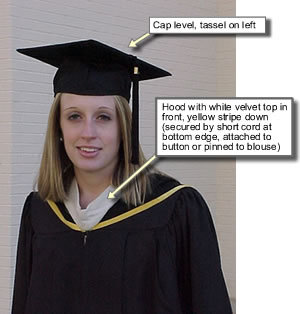 Cap level, tassel on left
Hood with white velvet top in
front, yellow stripe down
(secured by short cord at
bottom edge, attached to
button or pinned to blouse)